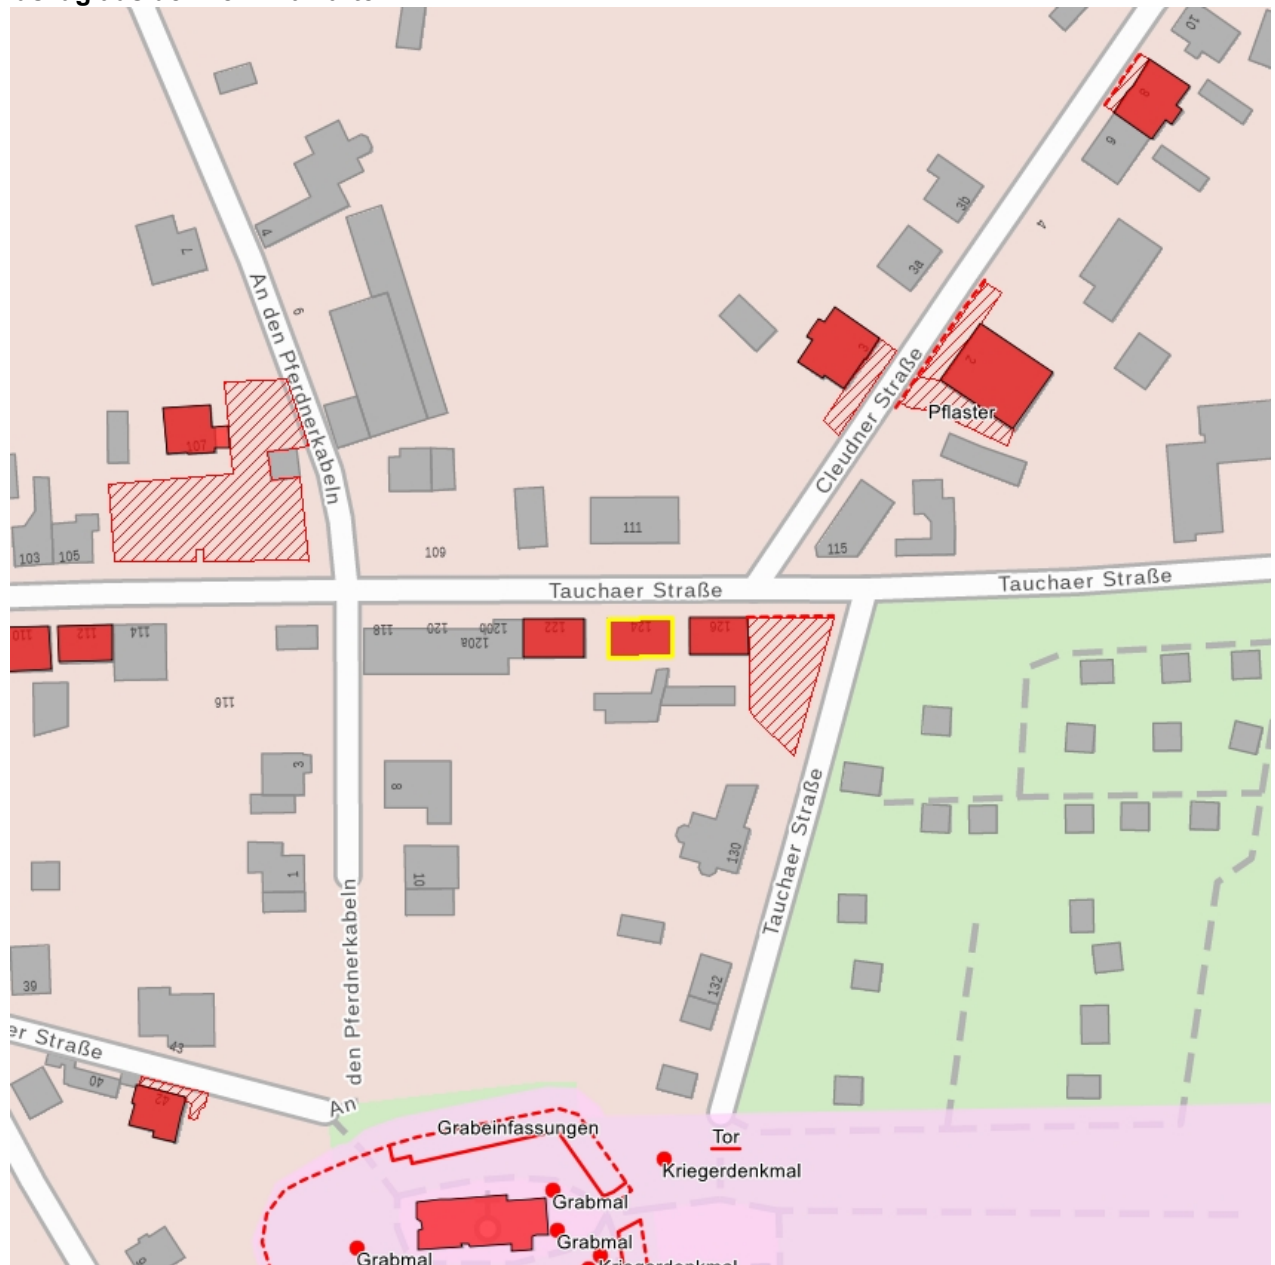 10
8
6
3b
4
3a
4
7
An den Pferdnerkabeln
9
3
Cleudner Straße
2
Pflaster
107
103
105
109
111
115
Tauchaer Straße
Tauchaer Straße
110
112
114
118
120
120a
120b
122
124
126
116
3
8
1
10
130
Tauchaer Straße
132
den Pferdnerkabeln
An
39
43
er Straße
40
42
Grabeinfassungen
Tor
Kriegerdenkmal
Grabmal
Grabmal
Grabmal